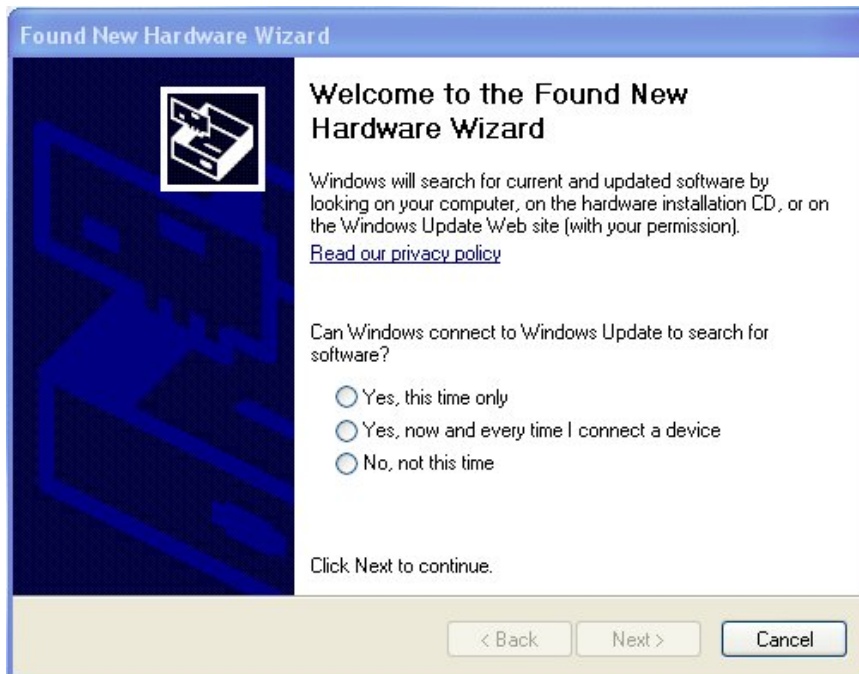 Found New Hardware Wizard
Welcome to the Found New
Hardware Wizard
Windows will search for current and updated software by
looking on your computer, on the hardware installation CD, or on
the Windows Update Web site (with your permission).
Read our privacy policy
Can Windows connect to Windows Update to search for
software?
Yes, this time only
Yes, now and every time I connect a device
No, not this time
Click Next to continue.
< Back Next > Cancel